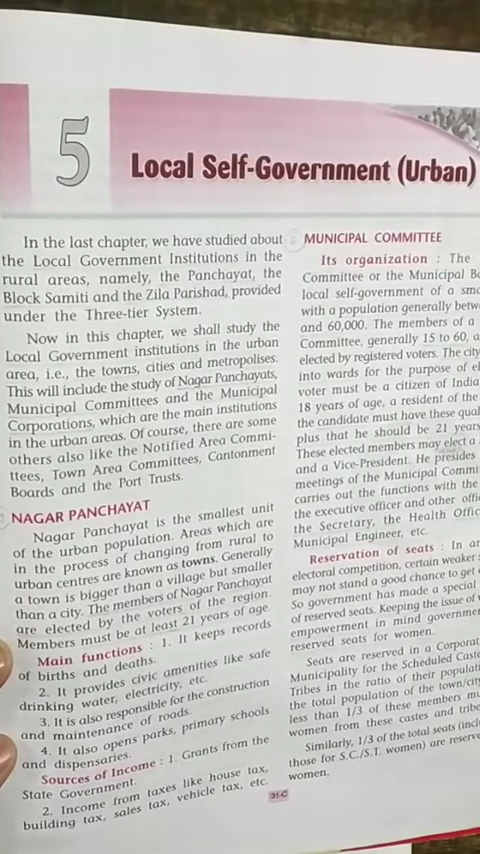 5
Local Self-Government (Urban)
In the last chapter, we have studied about
the Local Government Institutions in the
rural areas, namely, the Panchayat, the
Block Samiti and the Zila Parishad, provided
under the Three-tier System.
Now in this chapter, we shall study the
Local Government institutions in the urban
area, i.e., the towns, cities and metropolises.
This will include the study of Nagar Panchayats,
Municipal Committees and the Municipal
Corporations, which are the main institutions
in the urban areas. Of course, there are some
others also like the Notified Area Commi-
ttees, Town Area Committees, Cantonment
Boards and the Port Trusts.
NAGAR PANCHAYAT
Nagar Panchayat is the smallest unit
of the urban population. Areas which are
in the process of changing from rural to
urban centres are known as towns. Generally
a town is bigger than a village but smaller
than a city. The members of Nagar Panchayat
are elected by the voters of the region.
Members must be at least 21 years of age.
Main functions : 1. It keeps records
of births and deaths.
2. It provides civic amenities like safe
drinking water, electricity, etc.
3. It is also responsible for the construction
and maintenance of roads.
4. It also opens parks, primary schools
and dispensaries.
Sources of Income : 1. Grants from the
State Government.
2. Income from taxes like house tax,
building tax, sales tax, vehicle tax, etc.
MUNICIPAL COMMITTEE
Its organization : The
Committee or the Municipal
local self-government of a
with a population generally
and 60,000. The members of a
Committee, generally 15 to 60,
elected by registered voters. The city
into wards for the purpose of
voter must be a citizen of India
18 years of age, a resident of the
the candidate must have these
plus that he should be 21 years
These elected members may elect a
and a Vice-President. He presides
meetings of the Municipal
carries out the functions with the
the executive officer and other
the Secretary, the Health
Municipal Engineer, etc.
Reservation of seats : In
electoral competition, certain weaker
may not stand a good chance to get
So government has made a special
of reserved seats. Keeping the issue of
empowerment in mind
reserved seats for women.
Seats are reserved in a
Municipality for the Scheduled
Tribes in the ratio of their
the total population of the
less than 1/3 of these members
women from these castes and
Similarly, 1/3 of the total seats
those for S.C./S.T. women) are
women.
31-C